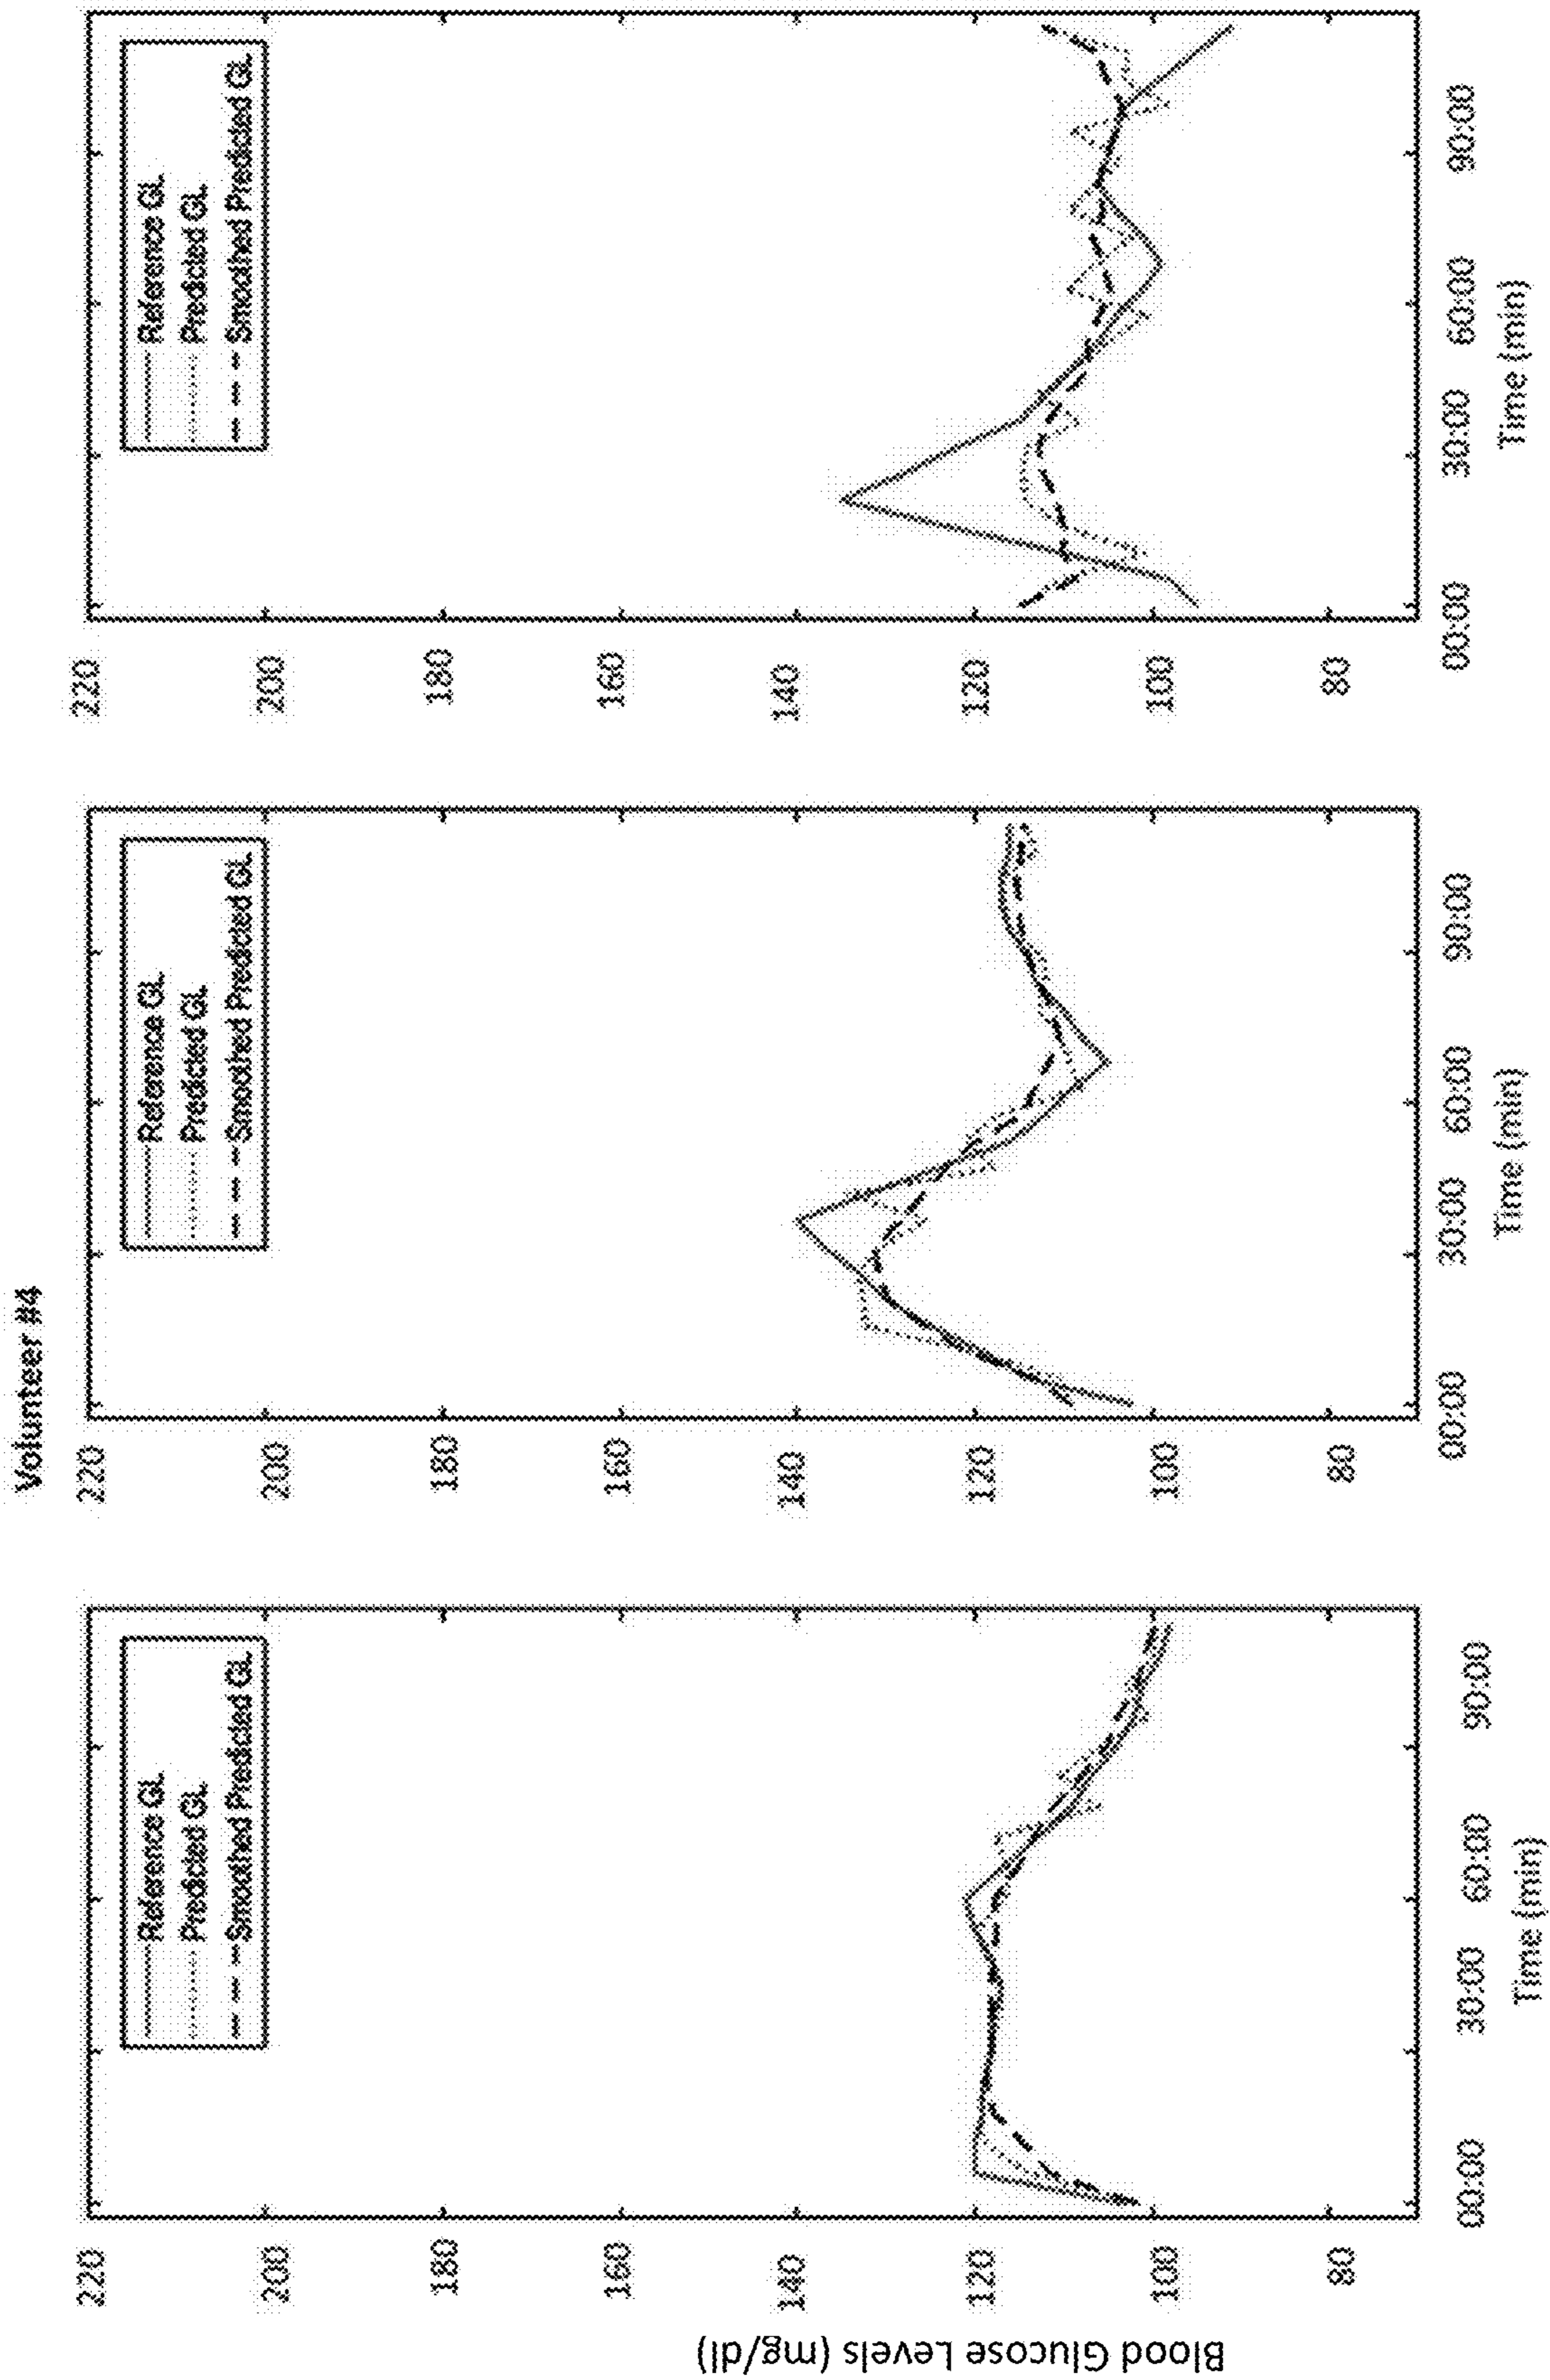 Volunteer #4
Blood Glucose Levels (mg/dl)
220
200
180
160
140
120
100
80
Reference GL
Predicted GL
Smoothed Predicted GL
00:00
30:00
60:00
90:00
Time (min)
220
200
180
160
140
120
100
80
Reference GL
Predicted GL
Smoothed Predicted GL
00:00
30:00
60:00
90:00
Time (min)
220
200
180
160
140
120
100
80
Reference GL
Predicted GL
Smoothed Predicted GL
00:00
30:00
60:00
90:00
Time (min)